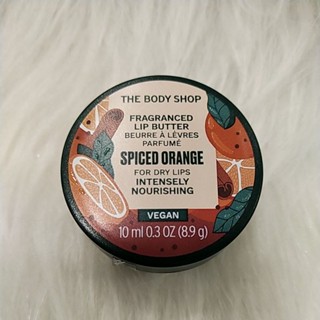 THE BODY SHOP
FRAGRANCED
LIP BUTTER
BEURRE À LÈVRES
PARFUMÉ
SPICED ORANGE
FOR DRY LIPS
INTENSELY
NOURISHING
VEGAN
10 ml 0.3 OZ (8.9 g)